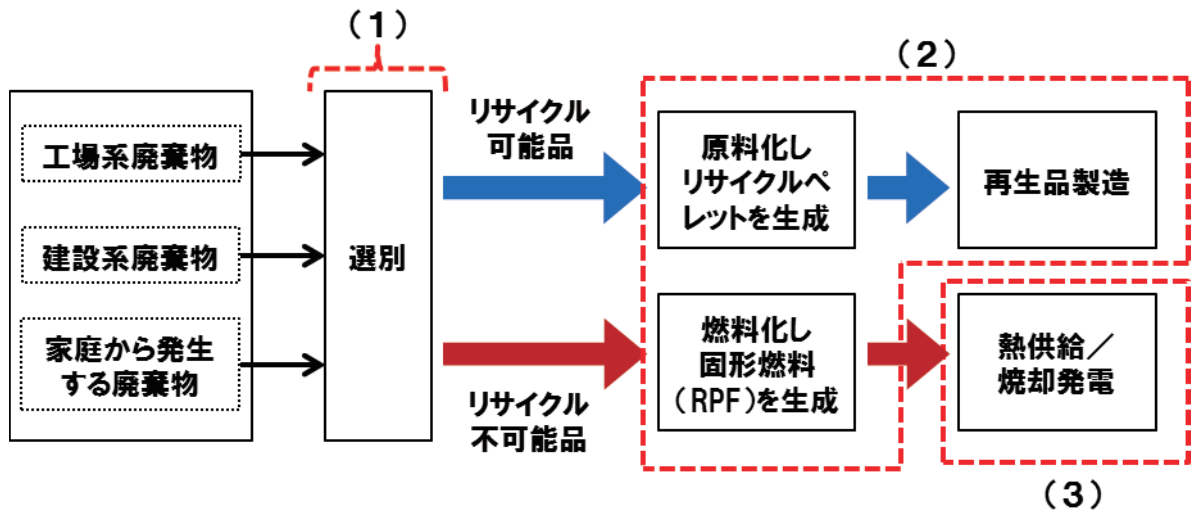 (1)
(2)
工場系廃棄物
建設系廃棄物
家庭から発生
する廃棄物
選別
リサイクル
可能品
リサイクル
不可能品
原料化し
リサイクルペ
レットを生成
再生品製造
燃料化し
固形燃料
(RPF)を生成
熱供給/
焼却発電
(3)